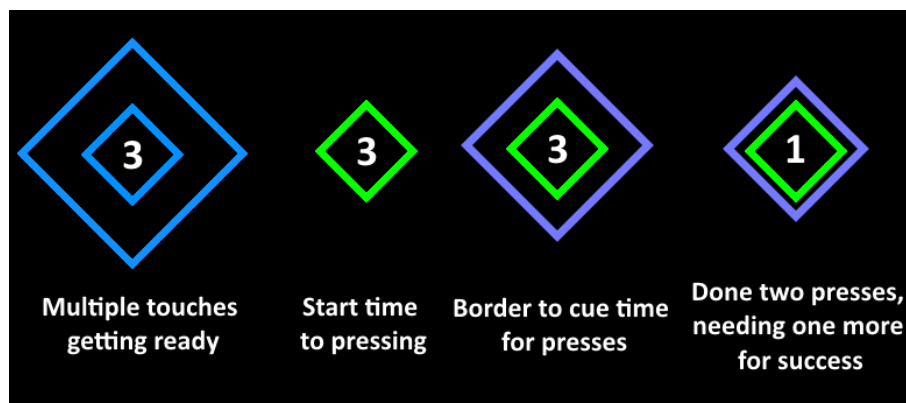 3
3
3
1
Multiple touches
getting ready
Start time
to pressing
Border to cue time
for presses
Done two presses,
needing one more
for success